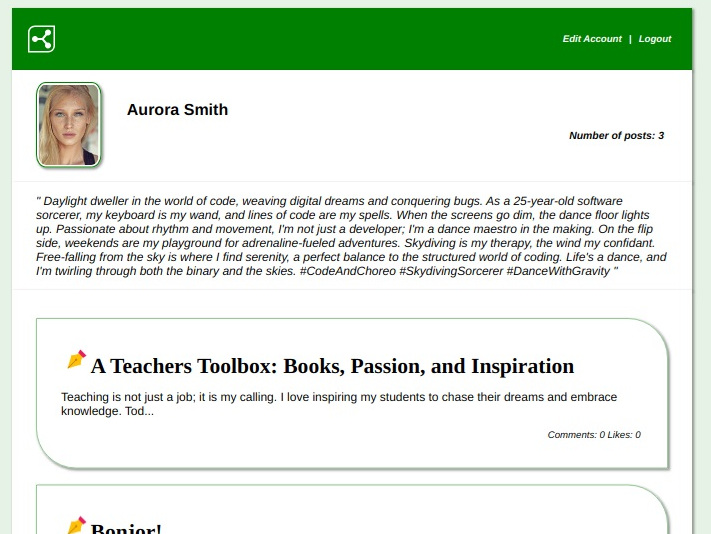 Edit Account | Logout
Aurora Smith
Number of posts: 3
" Daylight dweller in the world of code, weaving digital dreams and conquering bugs. As a 25-year-old software
sorcerer, my keyboard is my wand, and lines of code are my spells. When the screens go dim, the dance floor lights
up. Passionate about rhythm and movement, I'm not just a developer; I'm a dance maestro in the making. On the flip
side, weekends are my playground for adrenaline-fueled adventures. Skydiving is my therapy, the wind my confidant.
Free-falling from the sky is where I find serenity, a perfect balance to the structured world of coding. Life's a dance, and
I'm twirling through both the binary and the skies. #CodeAndChoreo #SkydivingSorcerer #DanceWithGravity "
A Teachers Toolbox: Books, Passion, and Inspiration
Teaching is not just a job; it is my calling. I love inspiring my students to chase their dreams and embrace
knowledge. Tod...
Comments: 0 Likes: 0
Bonjor!